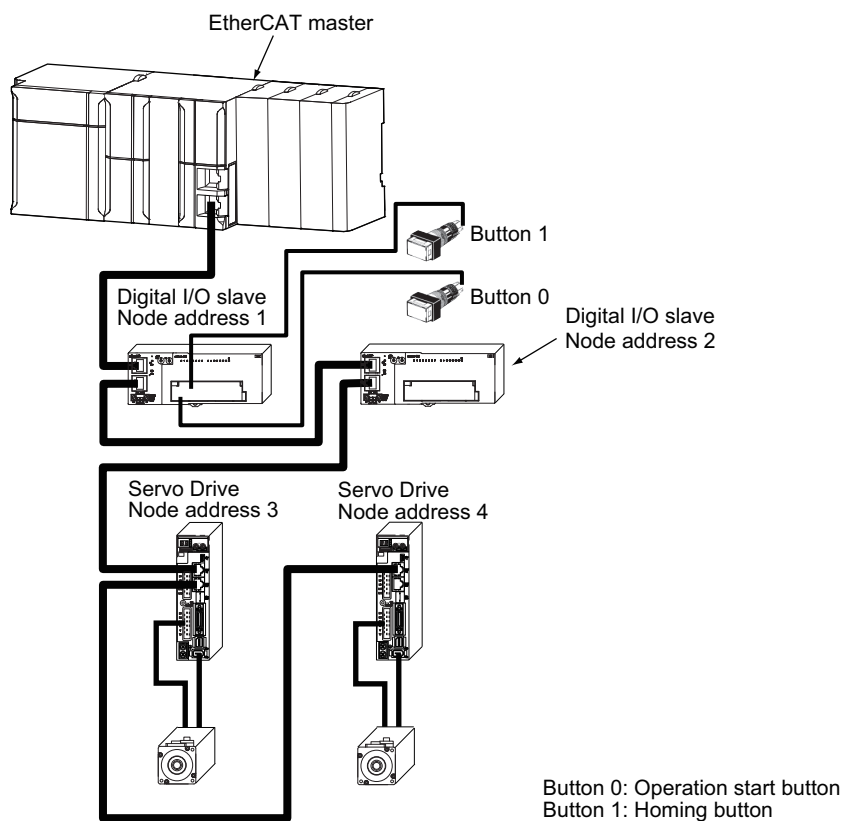 EtherCAT master
Button 1
Button 0
Digital I/O slave
Node address 1
Digital I/O slave
Node address 2
Servo Drive
Node address 3
Servo Drive
Node address 4
Button 0: Operation start button
Button 1: Homing button